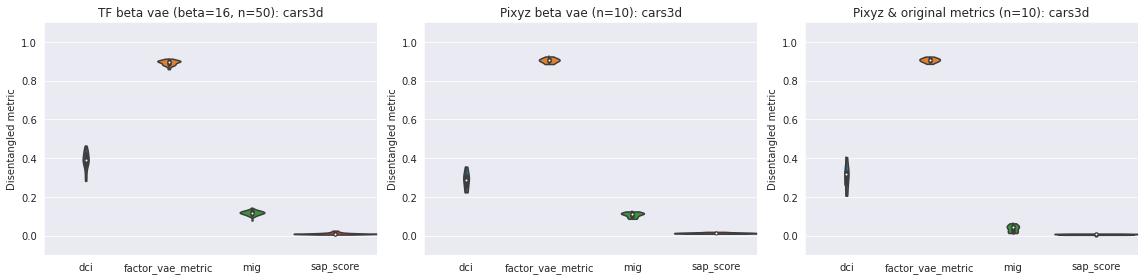 TF beta vae (beta=16, n=50): cars3d
Disentangled metric
1.0
0.8
0.6
0.4
0.2
0.0
dci factor_vae_metric mig sap_score
Pixyz beta vae (n=10): cars3d
Disentangled metric
1.0
0.8
0.6
0.4
0.2
0.0
dci factor_vae_metric mig sap_score
Pixyz & original metrics (n=10): cars3d
Disentangled metric
1.0
0.8
0.6
0.4
0.2
0.0
dci factor_vae_metric mig sap_score